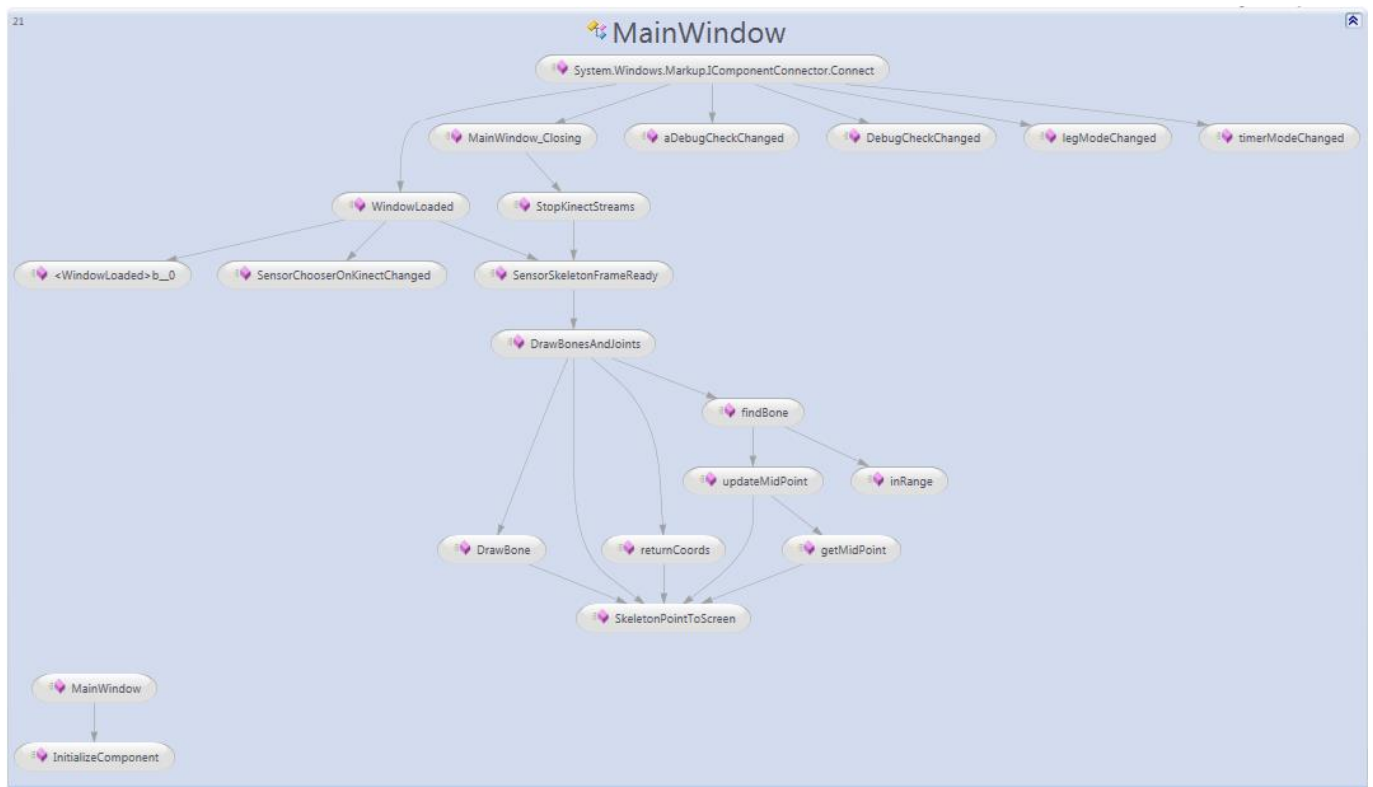 21
MainWindow
System.Windows.Markup.IComponentConnector.Connect
MainWindow_Closing
aDebugCheckChanged
DebugCheckChanged
legModeChanged
timerModeChanged
WindowLoaded
StopKinectStreams
<WindowLoaded>b__0
SensorChooserOnKinectChanged
SensorSkeletonFrameReady
DrawBonesAndJoints
findBone
updateMidPoint
inRange
DrawBone
returnCoords
getMidPoint
SkeletonPointToScreen
MainWindow
InitializeComponent